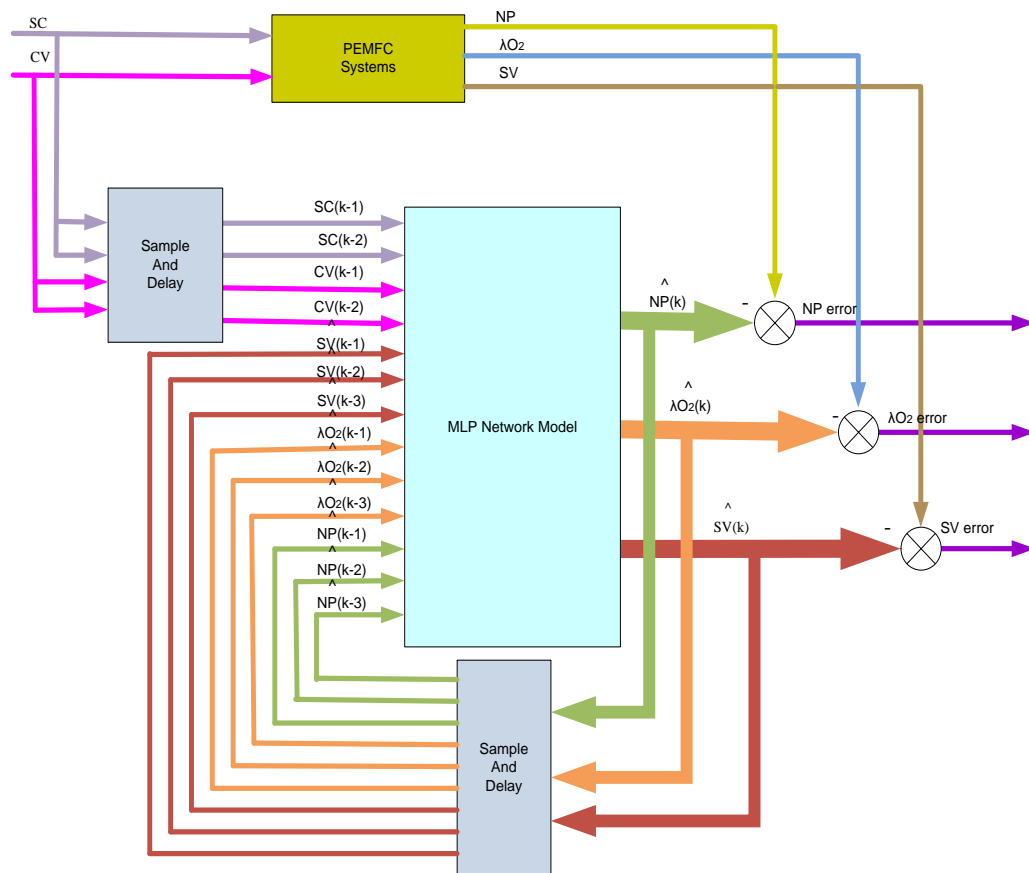 SC
CV
PEMFC
Systems
NP
λO₂
SV
Sample
And
Delay
SC(k-1)
SC(k-2)
CV(k-1)
CV(k-2)
^
SV(k-1)
^
SV(k-2)
^
SV(k-3)
^
λO₂(k-1)
^
λO₂(k-2)
^
λO₂(k-3)
^
NP(k-1)
^
NP(k-2)
^
NP(k-3)
MLP Network Model
^
NP(k)
-
NP error
^
λO₂(k)
-
λO₂ error
^
SV(k)
-
SV error
Sample
And
Delay